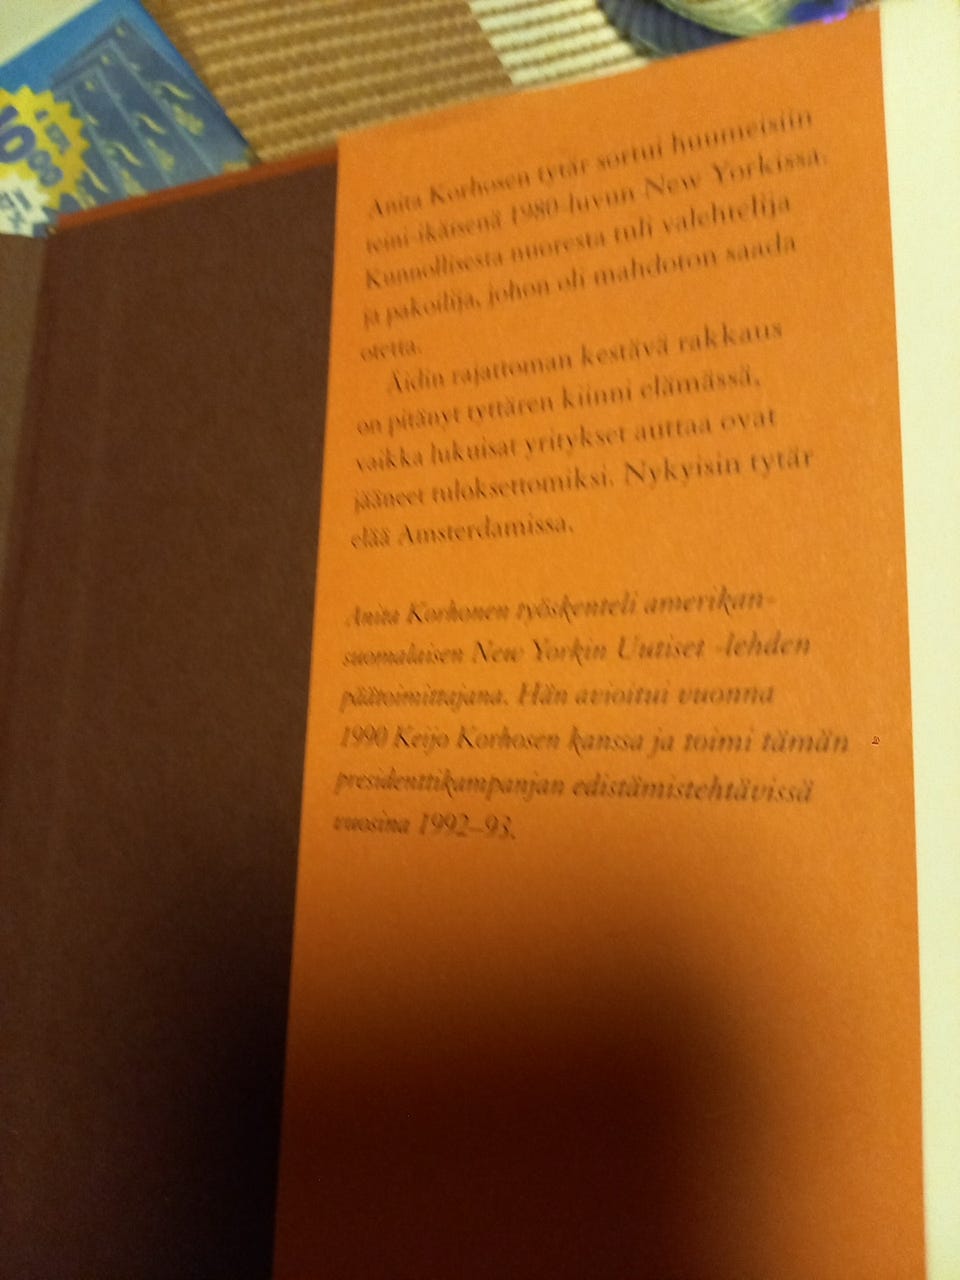 Anita Korhosen tytär sortui huumeisiin
teini-ikäisenä 1980-luvun New Yorkissa.
Kunnollisesta nuoresta tuli valehtelija
ja pakoilija, johon oli mahdoton saada
otetta.
Äidin rajattoman kestävä rakkaus
on pitänyt tyttären kiinni elämässä,
vaikka lukuisat yritykset auttaa ovat
jääneet tuloksettomiksi. Nykyisin tytär
elää Amsterdamissa.
Anita Korhonen työskenteli amerikan-
suomalaisen New Yorkin Uutiset -lehden
päätoimittajana. Hän avioitui vuonna
1990 Keijo Korhosen kanssa ja toimi tämän
presidenttikampanjan edistämistehtävissä
vuosina 1992–93.